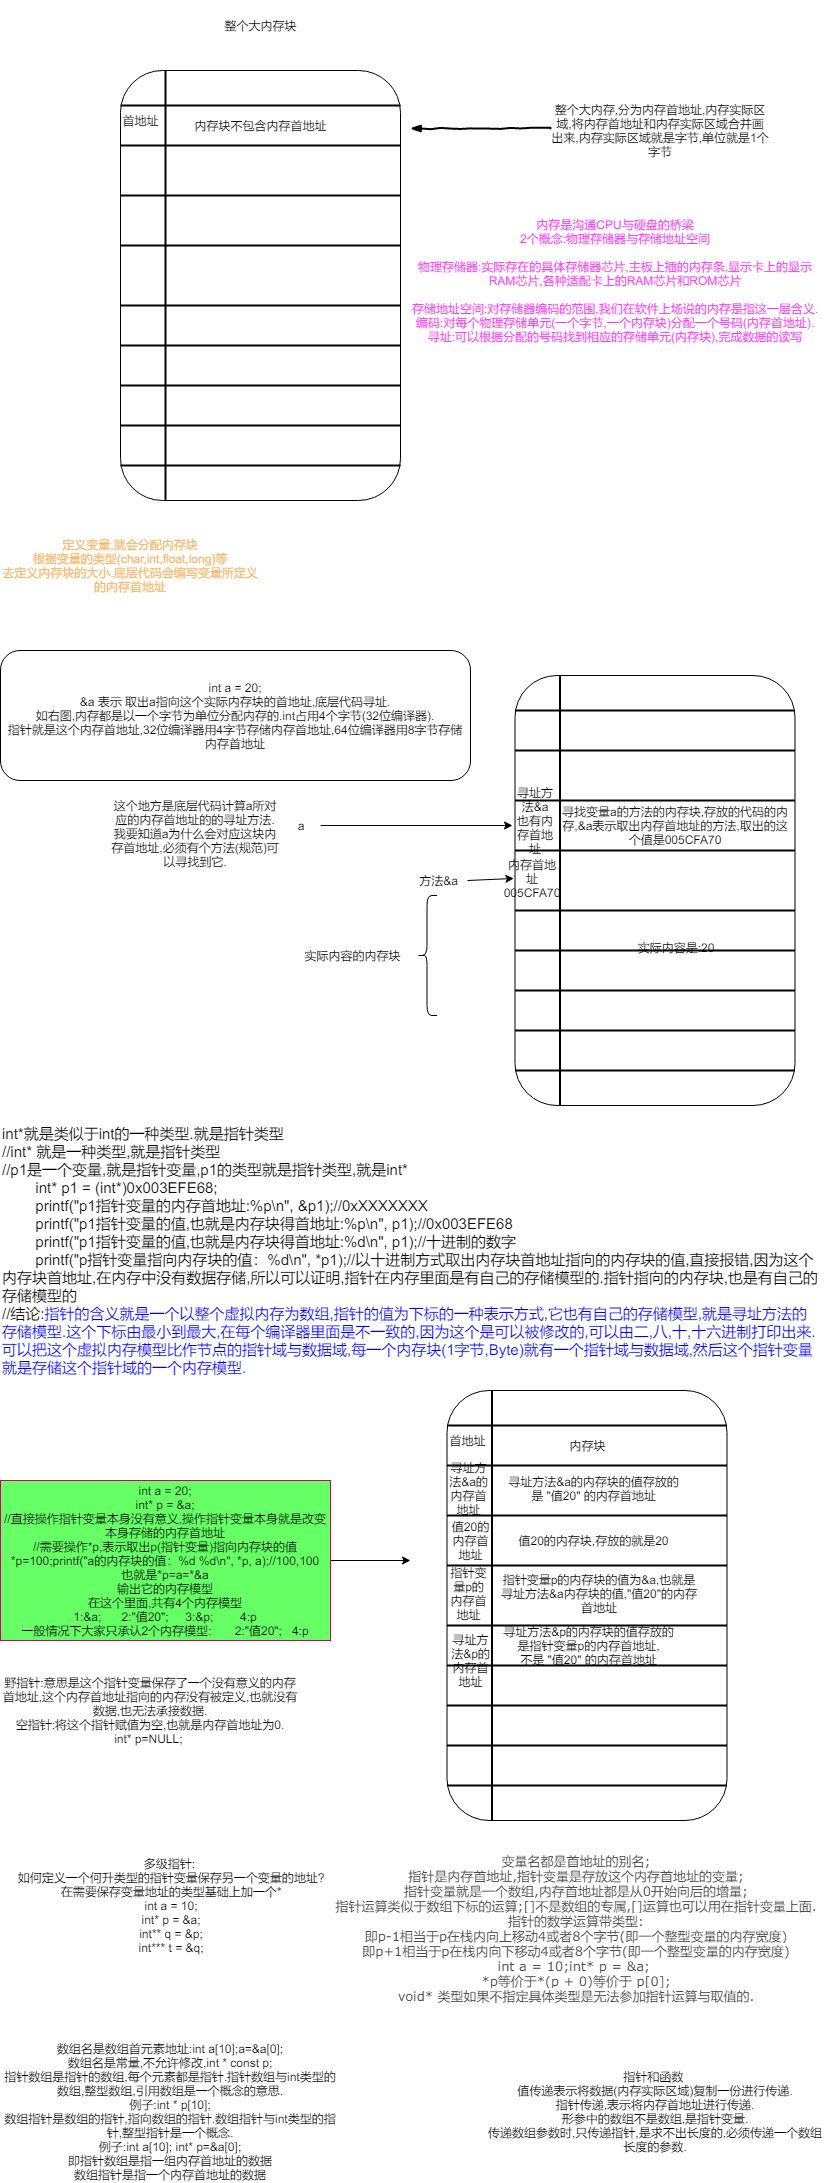 整个大内存块
首地址
内存块不包含内存首地址
整个大内存,分为内存首地址,内存实际区
域,将内存首地址和内存实际区域合并画
出来,内存实际区域就是字节,单位就是1个
字节
内存是沟通CPU与硬盘的桥梁
2个概念:物理存储器与存储地址空间
物理存储器:实际存在的具体存储器芯片,主板上插的内存条,显示卡上的显示
RAM芯片,各种适配卡上的RAM芯片和ROM芯片
存储地址空间:对存储器编码的范围,我们在软件上场说的内存是指这一层含义.
编码:对每个物理存储单元(一个字节,一个内存块)分配一个号码(内存首地址).
寻址:可以根据分配的号码找到相应的存储单元(内存块),完成数据的读写
定义变量,就会分配内存块
根据变量的类型(char,int,float,long)等
去定义内存块的大小.底层代码会编写变量所定义
的内存首地址
int a = 20;
&a 表示 取出a指向这个实际内存块的首地址,底层代码寻址.
如右图,内存都是以一个字节为单位分配内存的.int占用4个字节(32位编译器).
指针就是这个内存首地址,32位编译器用4字节存储内存首地址,64位编译器用8字节存储
内存首地址
这个地方是底层代码计算a所对
应的内存首地址的的寻址方法.
我要知道a为什么会对应这块内
存首地址,必须有个方法(规范)可
以寻找到它.
a
寻址方
法&a
也有内
存首地
址
寻找变量a的方法的内存块,存放的代码的内
存,&a表示取出内存首地址的方法,取出的这
个值是005CFA70
方法&a
内存首地
址
005CFA70
实际内容的内存块
实际内容是:20
int*就是类似于int的一种类型.就是指针类型
//int* 就是一种类型,就是指针类型
//p1是一个变量,就是指针变量,p1的类型就是指针类型,就是int*
int* p1 = (int*)0x003EFE68;
printf("p1指针变量的内存首地址:%p\n", &p1);//0xXXXXXXX
printf("p1指针变量的值,也就是内存块得首地址:%p\n", p1);//0x003EFE68
printf("p1指针变量的值,也就是内存块得首地址:%d\n", p1);//十进制的数字
printf("p指针变量指向内存块的值：%d\n", *p1);//以十进制方式取出内存块首地址指向的内存块的值,直接报错,因为这个
内存块首地址,在内存中没有数据存储,所以可以证明,指针在内存里面是有自己的存储模型的.指针指向的内存块,也是有自己的
存储模型的
//结论:指针的含义就是一个以整个虚拟内存为数组,指针的值为下标的一种表示方式,它也有自己的存储模型,就是寻址方法的
存储模型.这个下标由最小到最大,在每个编译器里面是不一致的,因为这个是可以被修改的,可以由二,八,十,十六进制打印出来.
可以把这个虚拟内存模型比作节点的指针域与数据域,每一个内存块(1字节,Byte)就有一个指针域与数据域,然后这个指针变量
就是存储这个指针域的一个内存模型.
首地址
内存块
寻址方
法&a的
内存首
地址
寻址方法&a的内存块的值存放的
是 "值20" 的内存首地址
值20的
内存首
地址
值20的内存块,存放的就是20
指针变
量p的
内存首
地址
指针变量p的内存块的值为&a,也就是
寻址方法&a内存块的值,"值20"的内存
首地址
寻址方
法&p的
内存首
地址
寻址方法&p的内存块的值存放的
是指针变量p的内存首地址,
不是 "值20" 的内存首地址
int a = 20;
int* p = &a;
//直接操作指针变量本身没有意义,操作指针变量本身就是改变
本身存储的内存首地址
//需要操作*p,表示取出p(指针变量)指向内存块的值
*p=100;printf("a的内存块的值：%d %d\n", *p, a);//100,100
也就是*p=a=*&a
输出它的内存模型
在这个里面,共有4个内存模型
1:&a; 2:"值20"; 3:&p; 4:p
一般情况下大家只承认2个内存模型: 2:"值20"; 4:p
野指针:意思是这个指针变量保存了一个没有意义的内存
首地址,这个内存首地址指向的内存没有被定义,也就没有
数据,也无法承接数据.
空指针:将这个指针赋值为空,也就是内存首地址为0.
int* p=NULL;
多级指针:
如何定义一个何升类型的指针变量保存另一个变量的地址?
在需要保存变量地址的类型基础上加一个*
int a = 10;
int* p = &a;
int** q = &p;
int*** t = &q;
变量名都是首地址的别名;
指针是内存首地址,指针变量是存放这个内存首地址的变量;
指针变量就是一个数组,内存首地址都是从0开始向后的增量;
指针运算类似于数组下标的运算;[]不是数组的专属,[]运算也可以用在指针变量上面.
指针的数学运算带类型:
即p-1相当于p在栈内向上移动4或者8个字节(即一个整型变量的内存宽度)
即p+1相当于p在栈内向下移动4或者8个字节(即一个整型变量的内存宽度)
int a = 10;int* p = &a;
*p等价于*(p + 0)等价于 p[0];
void* 类型如果不指定具体类型是无法参加指针运算与取值的.
数组名是数组首元素地址:int a[10];a=&a[0];
数组名是常量,不允许修改,int * const p;
指针数组是指针的数组,每个元素都是指针.指针数组与int类型的
数组,整型数组,引用数组是一个概念的意思.
例子:int * p[10];
数组指针是数组的指针,指向数组的指针.数组指针与int类型的指
针,整型指针是一个概念.
例子:int a[10]; int* p=&a[0];
即指针数组是指一组内存首地址的数据
数组指针是指一个内存首地址的数据
指针和函数
值传递表示将数据(内存实际区域)复制一份进行传递.
指针传递,表示将内存首地址进行传递.
形参中的数组不是数组,是指针变量.
传递数组参数时,只传递指针,是求不出长度的,必须传递一个数组
长度的参数.